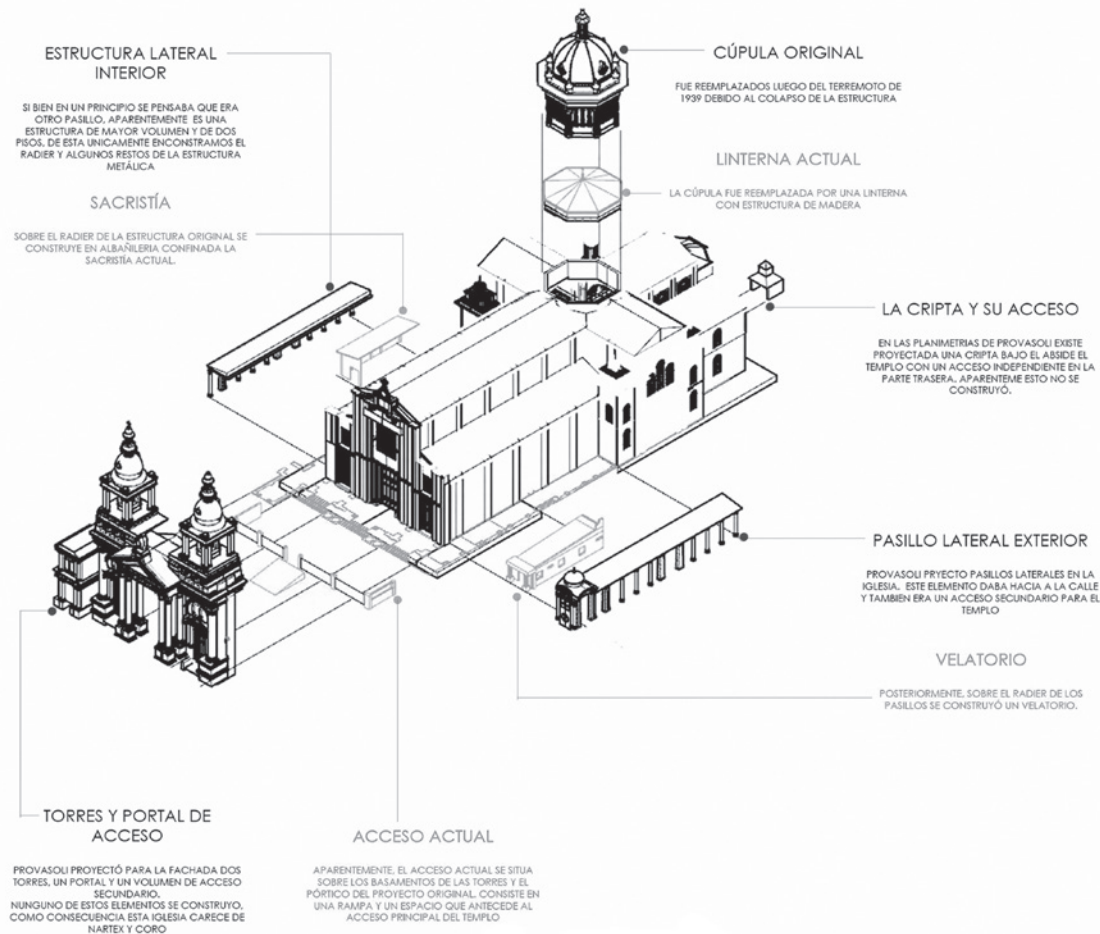 ESTRUCTURA LATERAL
INTERIOR
SI BIEN EN UN PRINCIPIO SE PENSABA QUE ERA
OTRO PASILLO, APARENTEMENTE ES UNA
ESTRUCTURA DE MAYOR VOLUMEN Y DE DOS
PISOS, DE ESTA UNICAMENTE ENCONSTRAMOS EL
RADIER Y ALGUNOS RESTOS DE LA ESTRUCTURA
METÁLICA
SACRISTÍA
SOBRE EL RADIER DE LA ESTRUCTURA ORIGINAL SE
CONSTRUYE EN ALBAÑILERIA CONFINADA LA
SACRISTÍA ACTUAL.
CÚPULA ORIGINAL
FUE REEMPLAZADOS LUEGO DEL TERREMOTO DE
1939 DEBIDO AL COLAPSO DE LA ESTRUCTURA
LINTERNA ACTUAL
LA CÚPULA FUE REEMPLAZADA POR UNA LINTERNA
CON ESTRUCTURA DE MADERA
LA CRIPTA Y SU ACCESO
EN LAS PLANIMETRIAS DE PROVASOLI EXISTE
PROYECTADA UNA CRIPTA BAJO EL ABSIDE EL
TEMPLO CON UN ACCESO INDEPENDIENTE EN LA
PARTE TRASERA, APARENTEME ESTO NO SE
CONSTRUYÓ.
PASILLO LATERAL EXTERIOR
PROVASOLI PRYECTO PASILLOS LATERALES EN LA
IGLESIA. ESTE ELEMENTO DABA HACIA A LA CALLE
Y TAMBIEN ERA UN ACCESO SECUNDARIO PARA EL
TEMPLO
VELATORIO
POSTERIORMENTE, SOBRE EL RADIER DE LOS
PASILLOS SE CONSTRUYÓ UN VELATORIO.
TORRES Y PORTAL DE
ACCESO
PROVASOLI PROYECTÓ PARA LA FACHADA DOS
TORRES, UN PORTAL Y UN VOLUMEN DE ACCESO
SECUNDARIO.
NUNGUNO DE ESTOS ELEMENTOS SE CONSTRUYO,
COMO CONSECUENCIA ESTA IGLESIA CARECE DE
NARTEX Y CORO
ACCESO ACTUAL
APARENTEMENTE, EL ACCESO ACTUAL SE SITUA
SOBRE LOS BASAMENTOS DE LAS TORRES Y EL
PÓRTICO DEL PROYECTO ORIGINAL. CONSISTE EN
UNA RAMPA Y UN ESPACIO QUE ANTECEDE AL
ACCESO PRINCIPAL DEL TEMPLO